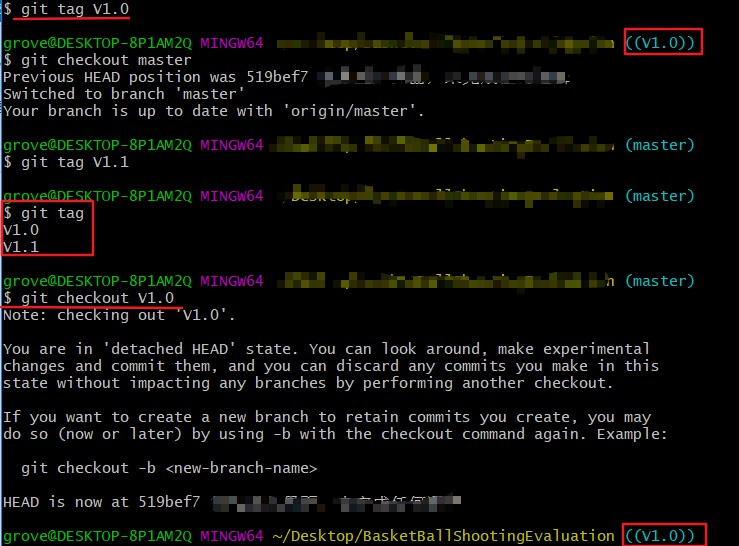 $ git tag V1.0
grove@DESKTOP-8P1AM2Q MINGW64 ((V1.0))
$ git checkout master
Previous HEAD position was 519bef7
Switched to branch 'master'
Your branch is up to date with 'origin/master'.
grove@DESKTOP-8P1AM2Q MINGW64 (master)
$ git tag V1.1
grove@DESKTOP-8P1AM2Q MINGW64 (master)
$ git tag
V1.0
V1.1
grove@DESKTOP-8P1AM2Q MINGW64 (master)
$ git checkout V1.0
Note: checking out 'V1.0'.
You are in 'detached HEAD' state. You can look around, make experimental
changes and commit them, and you can discard any commits you make in this
state without impacting any branches by performing another checkout.
If you want to create a new branch to retain commits you create, you may
do so (now or later) by using -b with the checkout command again. Example:
git checkout -b <new-branch-name>
HEAD is now at 519bef7
grove@DESKTOP-8P1AM2Q MINGW64 ~/Desktop/BasketBallShootingEvaluation ((V1.0))